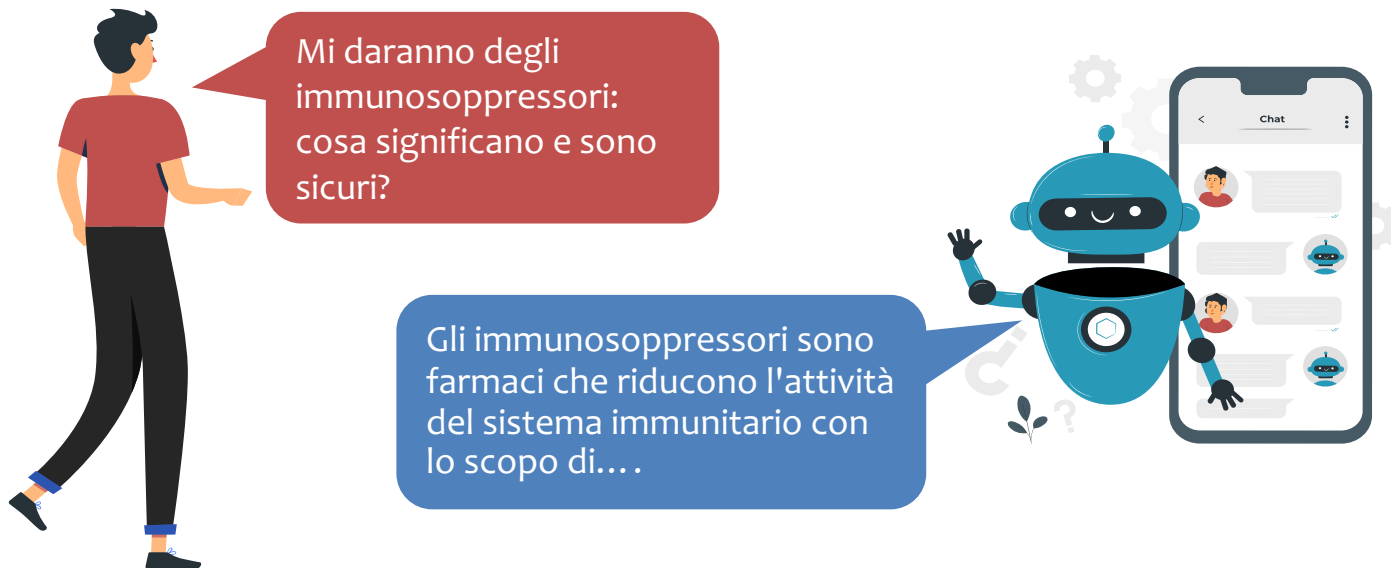 Mi daranno degli
immunosoppressori:
cosa significano e sono
sicuri?
Chat
Gli immunosoppressori sono
farmaci che riducono l'attività
del sistema immunitario con
lo scopo di....